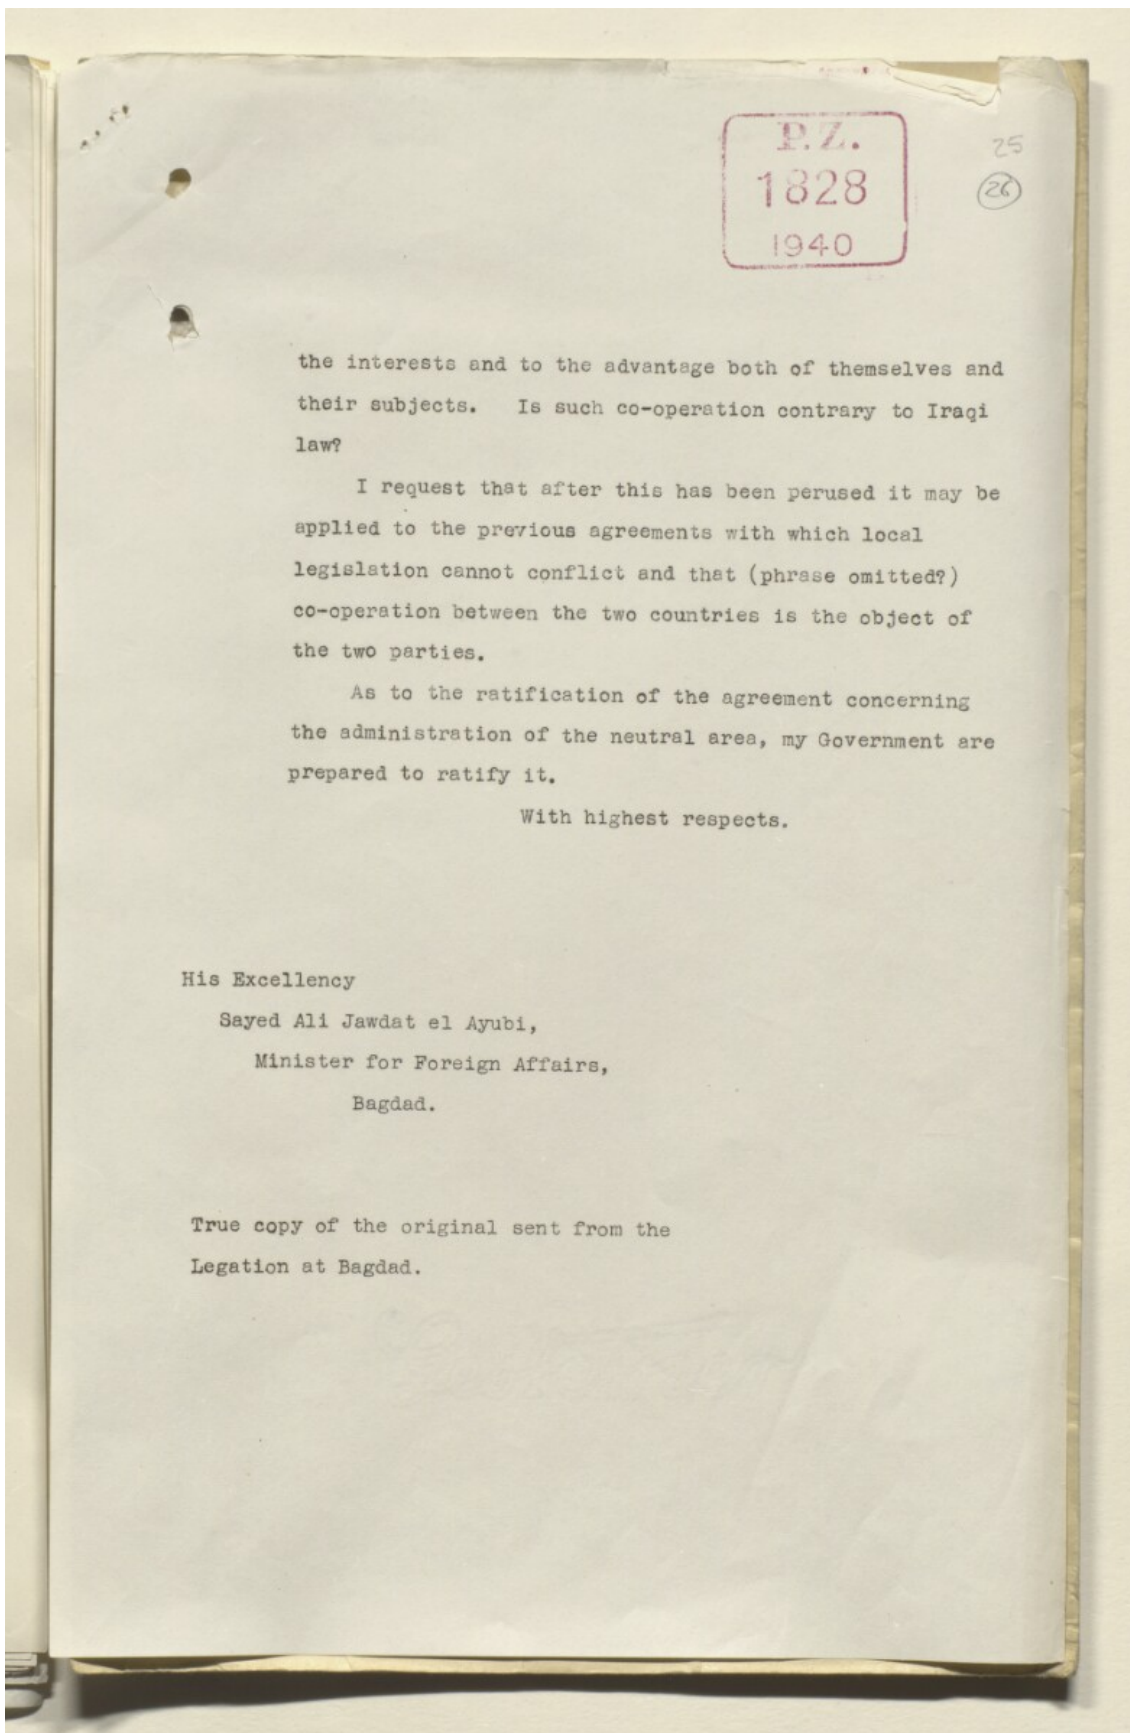 P.Z.
1828
1940
25
26
the interests and to the advantage both of themselves and
their subjects. Is such co-operation contrary to Iraqi
law?
I request that after this has been perused it may be
applied to the previous agreements with which local
legislation cannot conflict and that (phrase omitted?)
co-operation between the two countries is the object of
the two parties.
As to the ratification of the agreement concerning
the administration of the neutral area, my Government are
prepared to ratify it.
With highest respects.
His Excellency
Sayed Ali Jawdat el Ayubi,
Minister for Foreign Affairs,
Bagdad.
True copy of the original sent from the
Legation at Bagdad.